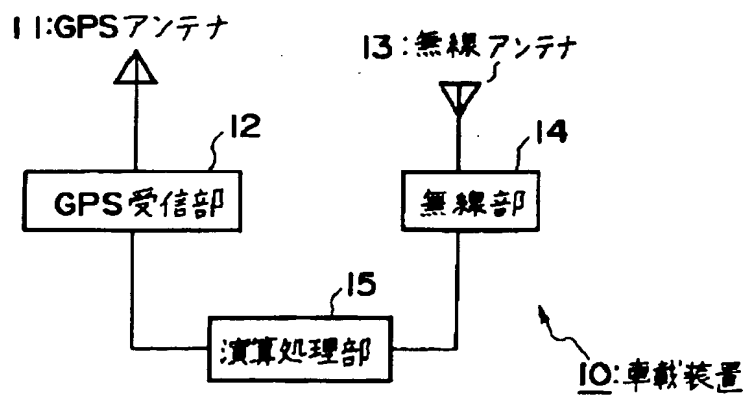 11:GPSアンテナ
13:無線アンテナ
12
14
GPS受信部
無線部
15
演算処理部
10:車載装置